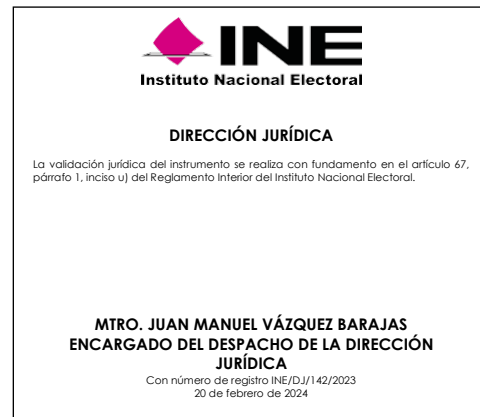 INE
Instituto Nacional Electoral
DIRECCIÓN JURÍDICA
La validación jurídica del instrumento se realiza con fundamento en el artículo 67,
párrafo 1, inciso u) del Reglamento Interior del Instituto Nacional Electoral.
MTRO. JUAN MANUEL VÁZQUEZ BARAJAS
ENCARGADO DEL DESPACHO DE LA DIRECCIÓN
JURÍDICA
Con número de registro INE/DJ/142/2023
20 de febrero de 2024